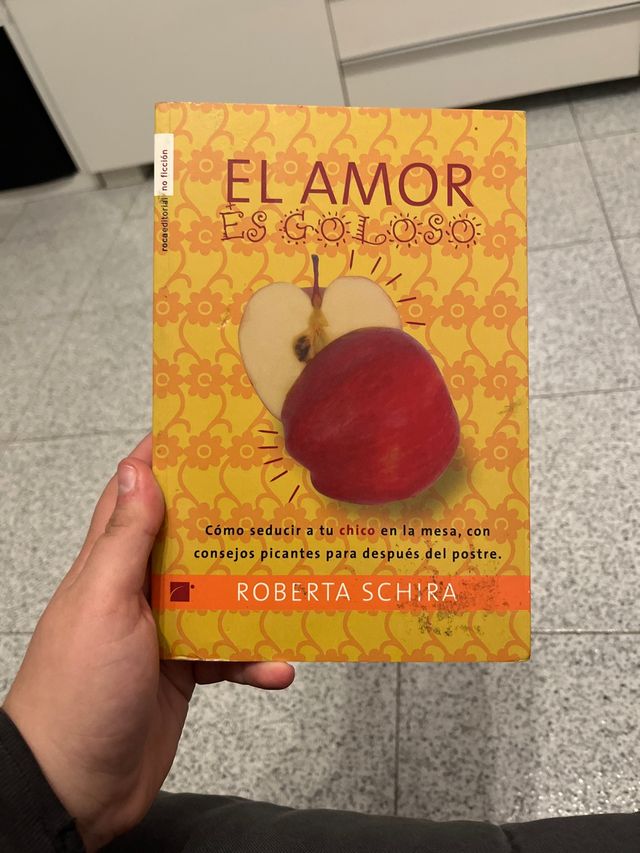 rocaeditorial no ficción
EL AMOR
ES GOLOSO
Cómo seducir a tu chico en la mesa, con
consejos picantes para después del postre.
ROBERTA SCHIRA